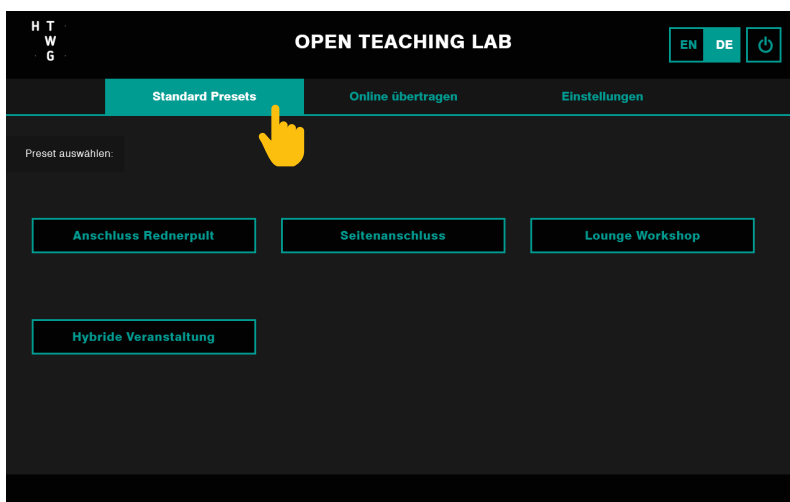 H T
W
G
OPEN TEACHING LAB
EN DE
Standard Presets Online übertragen Einstellungen
Preset auswählen:
Anschluss Rednerpult Seitenanschluss Lounge Workshop
Hybride Veranstaltung